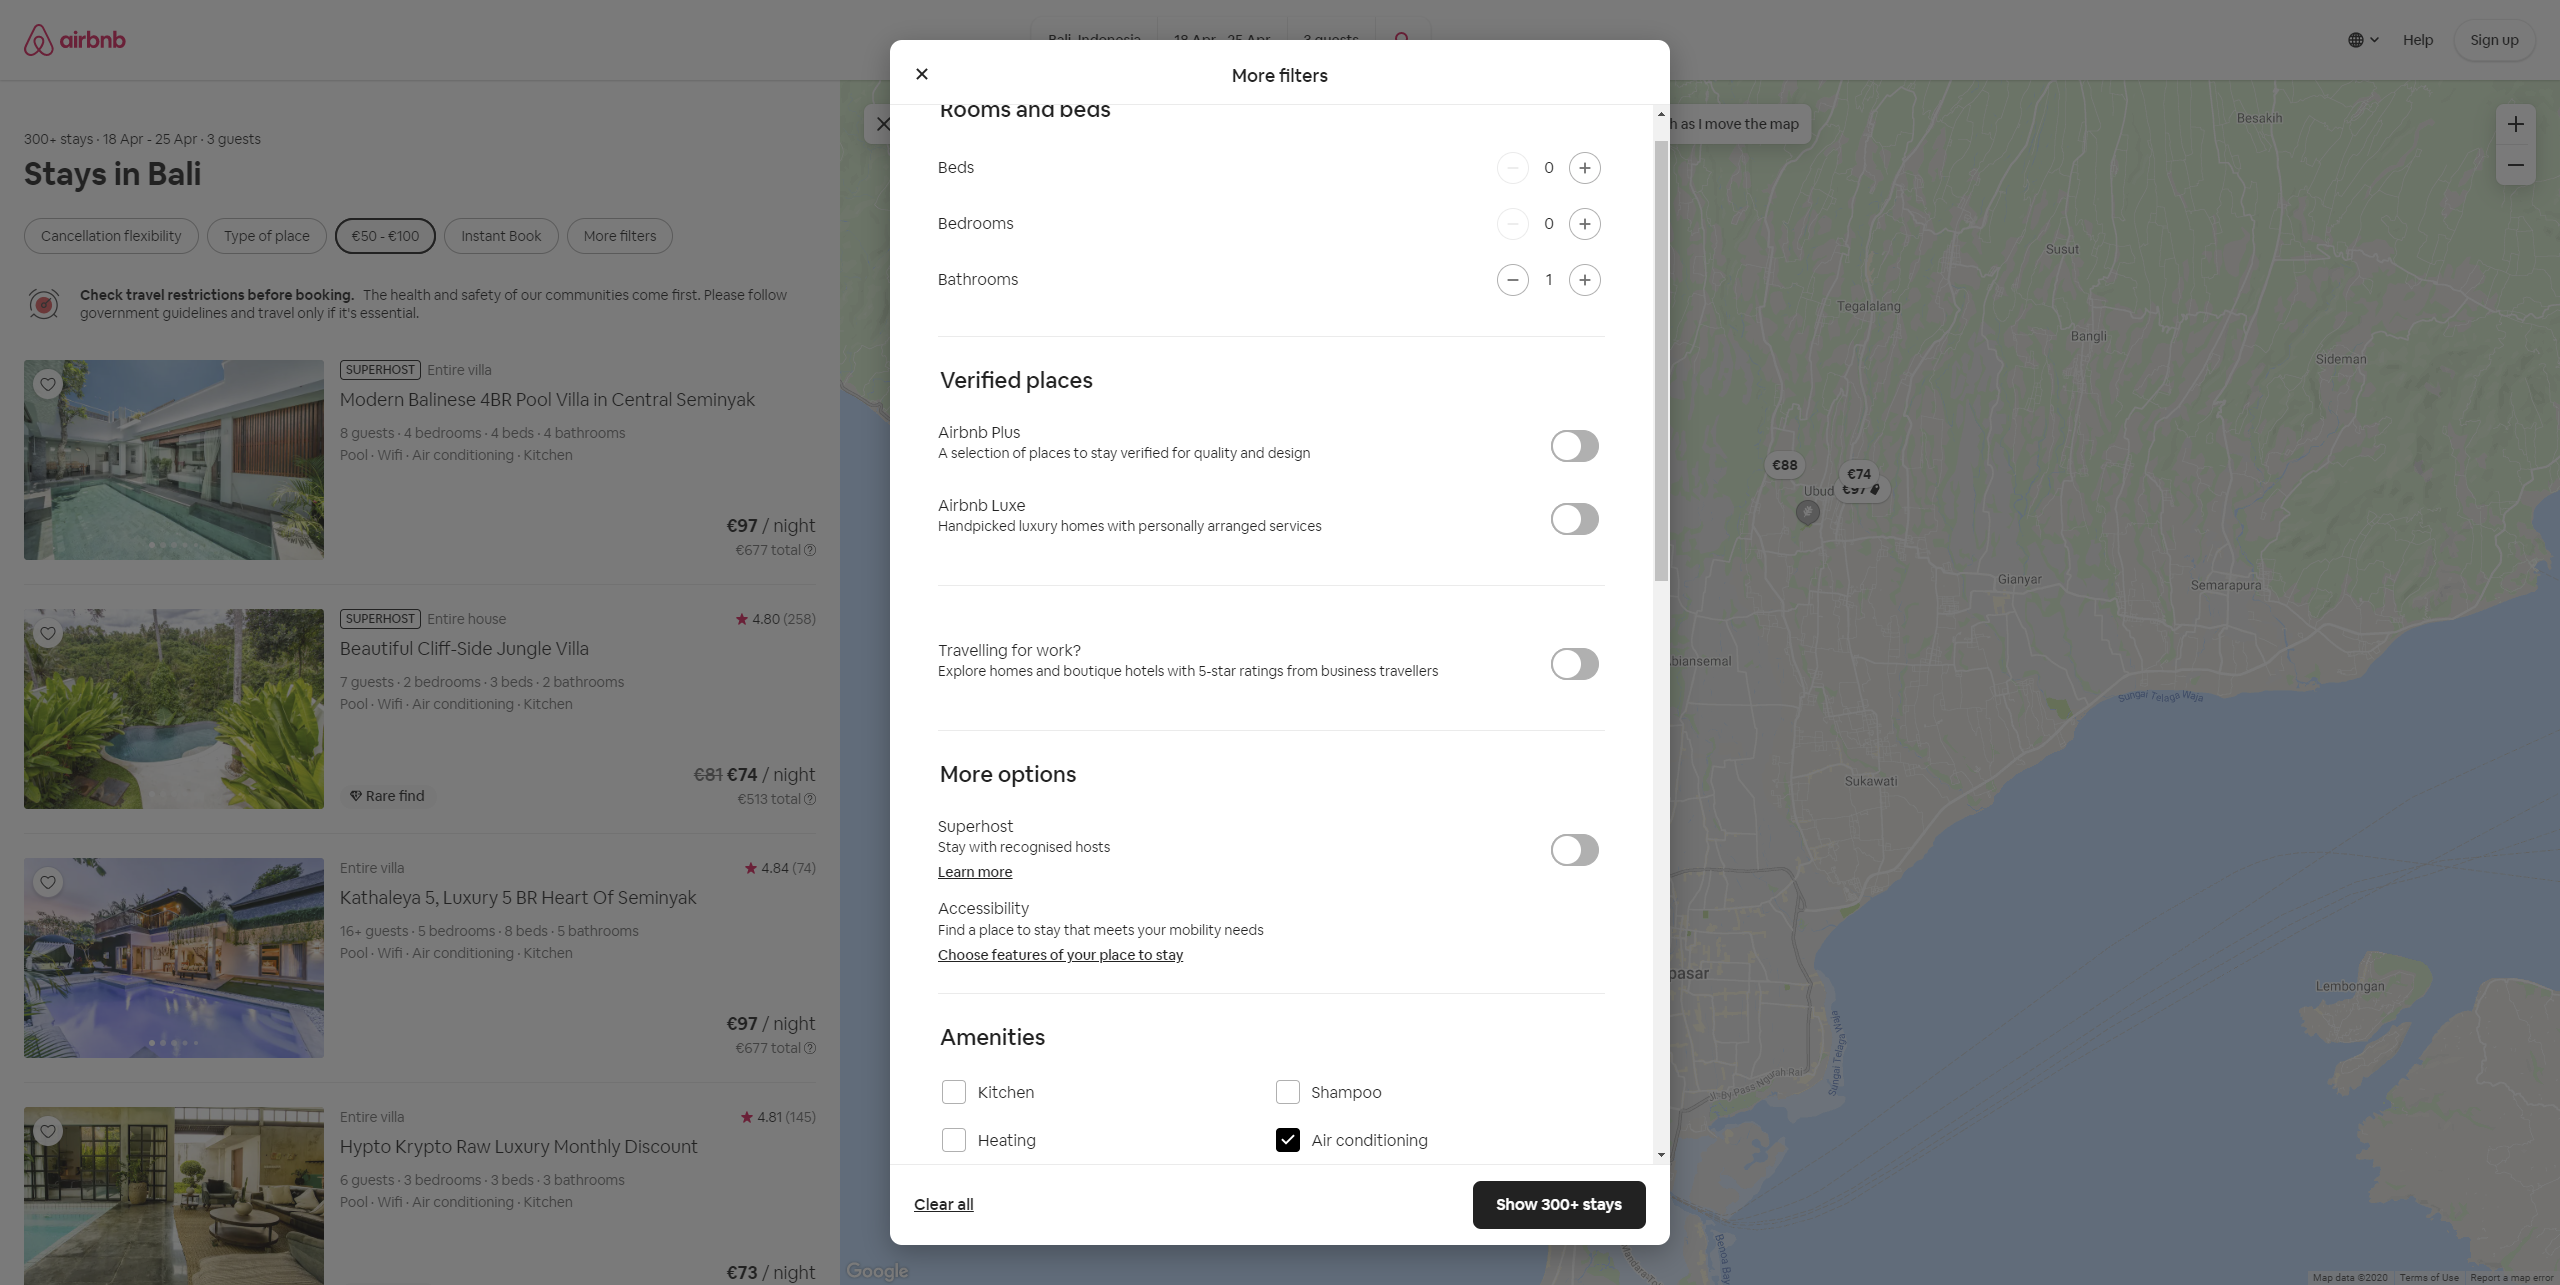 airbnb
Bali, Indonesia
18 Apr - 25 Apr
3 guests
Help
Sign up
300+ stays · 18 Apr - 25 Apr · 3 guests
Stays in Bali
Cancellation flexibility
Type of place
€50 - €100
Instant Book
More filters
Check travel restrictions before booking. The health and safety of our communities come first. Please follow
government guidelines and travel only if it's essential.
SUPERHOST Entire villa
Modern Balinese 4BR Pool Villa in Central Seminyak
8 guests · 4 bedrooms · 4 beds · 4 bathrooms
Pool · Wifi · Air conditioning · Kitchen
€97 / night
€677 total
SUPERHOST Entire house
4.80 (258)
Beautiful Cliff-Side Jungle Villa
7 guests · 2 bedrooms · 3 beds · 2 bathrooms
Pool · Wifi · Air conditioning · Kitchen
€81 €74 / night
Rare find
€513 total
Entire villa
4.84 (74)
Kathaleya 5, Luxury 5 BR Heart Of Seminyak
16+ guests · 5 bedrooms · 8 beds · 5 bathrooms
Pool · Wifi · Air conditioning · Kitchen
€97 / night
€677 total
Entire villa
4.81 (145)
Hypto Krypto Raw Luxury Monthly Discount
6 guests · 3 bedrooms · 3 beds · 3 bathrooms
Pool · Wifi · Air conditioning · Kitchen
€73 / night
More filters
Rooms and beds
Beds
0
Bedrooms
0
Bathrooms
1
Verified places
Airbnb Plus
A selection of places to stay verified for quality and design
Airbnb Luxe
Handpicked luxury homes with personally arranged services
Travelling for work?
Explore homes and boutique hotels with 5-star ratings from business travellers
More options
Superhost
Stay with recognised hosts
Learn more
Accessibility
Find a place to stay that meets your mobility needs
Choose features of your place to stay
Amenities
Kitchen
Shampoo
Heating
Air conditioning
Clear all
Show 300+ stays
h as I move the map
Besakih
Susut
Tegalalang
Bangli
Sideman
€88
€74
Ubud
€97
Gianyar
Semarapura
biansemal
Sungai Telaga Waja
Sukawati
pasar
Lembongan
Jl. By Pass Ngurah Rai
Sungai Telaga Waja
Google
Map data ©2020
Terms of Use
Report a map error